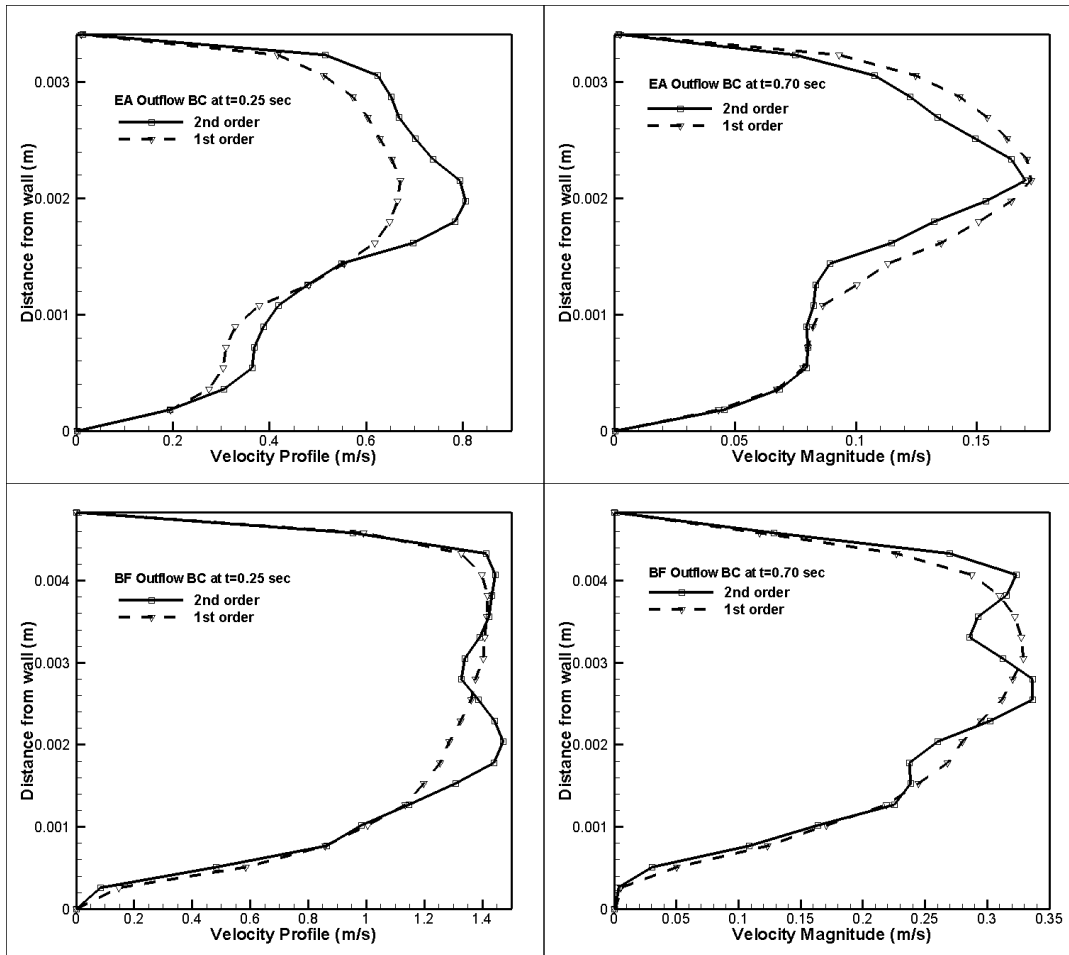 EA Outflow BC at t=0.25 sec
2nd order
1st order
Distance from wall (m)
0.003
0.002
0.001
0
0.2
0.4
0.6
0.8
Velocity Profile (m/s)
EA Outflow BC at t=0.70 sec
2nd order
1st order
Distance from wall (m)
0.003
0.002
0.001
0
0.05
0.1
0.15
Velocity Magnitude (m/s)
BF Outflow BC at t=0.25 sec
2nd order
1st order
Distance from wall (m)
0.004
0.003
0.002
0.001
0
0
0.2
0.4
0.6
0.8
1
1.2
1.4
Velocity Profile (m/s)
BF Outflow BC at t=0.70 sec
2nd order
1st order
Distance from wall (m)
0.004
0.003
0.002
0.001
0
0
0.05
0.1
0.15
0.2
0.25
0.3
0.35
Velocity Magnitude (m/s)